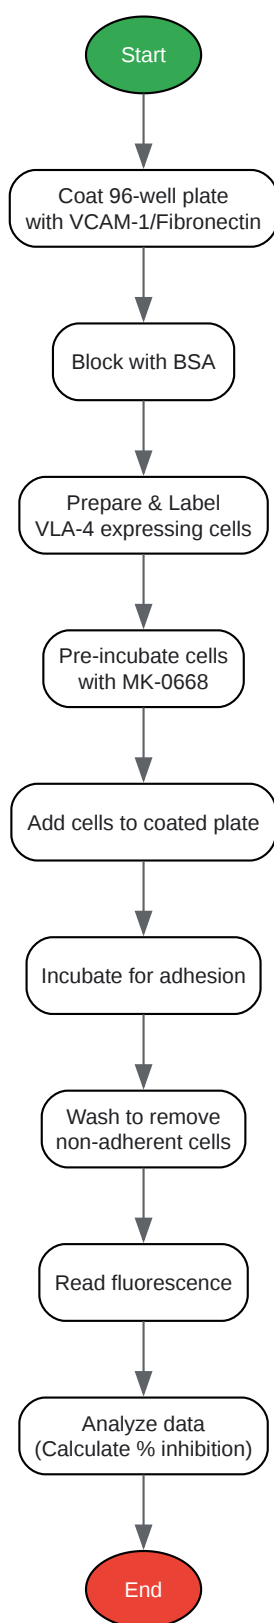 Start
Coat 96-well plate
with VCAM-1/Fibronectin
Block with BSA
Prepare & Label
VLA-4 expressing cells
Pre-incubate cells
with MK-0668
Add cells to coated plate
Incubate for adhesion
Wash to remove
non-adherent cells
Read fluorescence
Analyze data
(Calculate % inhibition)
End